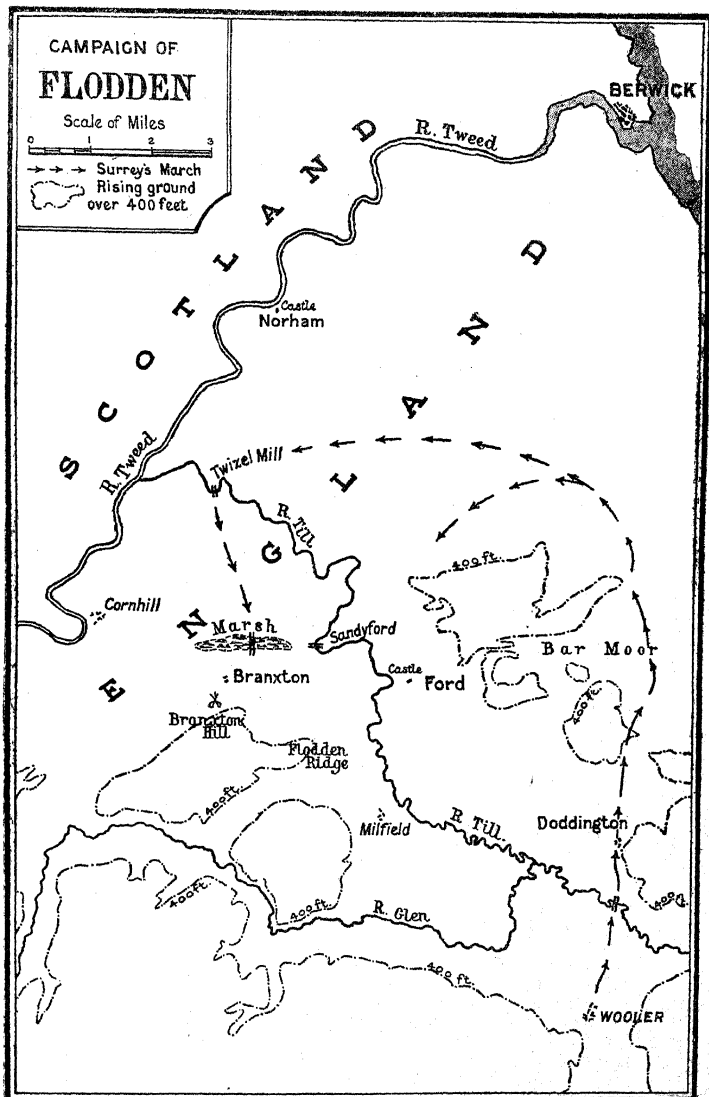 CAMPAIGN OF
FLODDEN
Scale of Miles
0 1 2 3
Surrey's March
Rising ground
over 400 feet
BERWICK
R. Tweed
SCOTLAND
ENGLAND
Castle
Norham
R. Tweed
Twizel Mill
R. Till
400 ft.
Cornhill
Marsh
Sandyford
Bar Moor
Castle
Ford
Branxton
400 ft.
Branxton
Hill
Flodden
Ridge
400 ft
Milfield
R. Till.
Doddington
400 ft.
400 ft
R. Glen
400 ft
400 ft
WOOLER